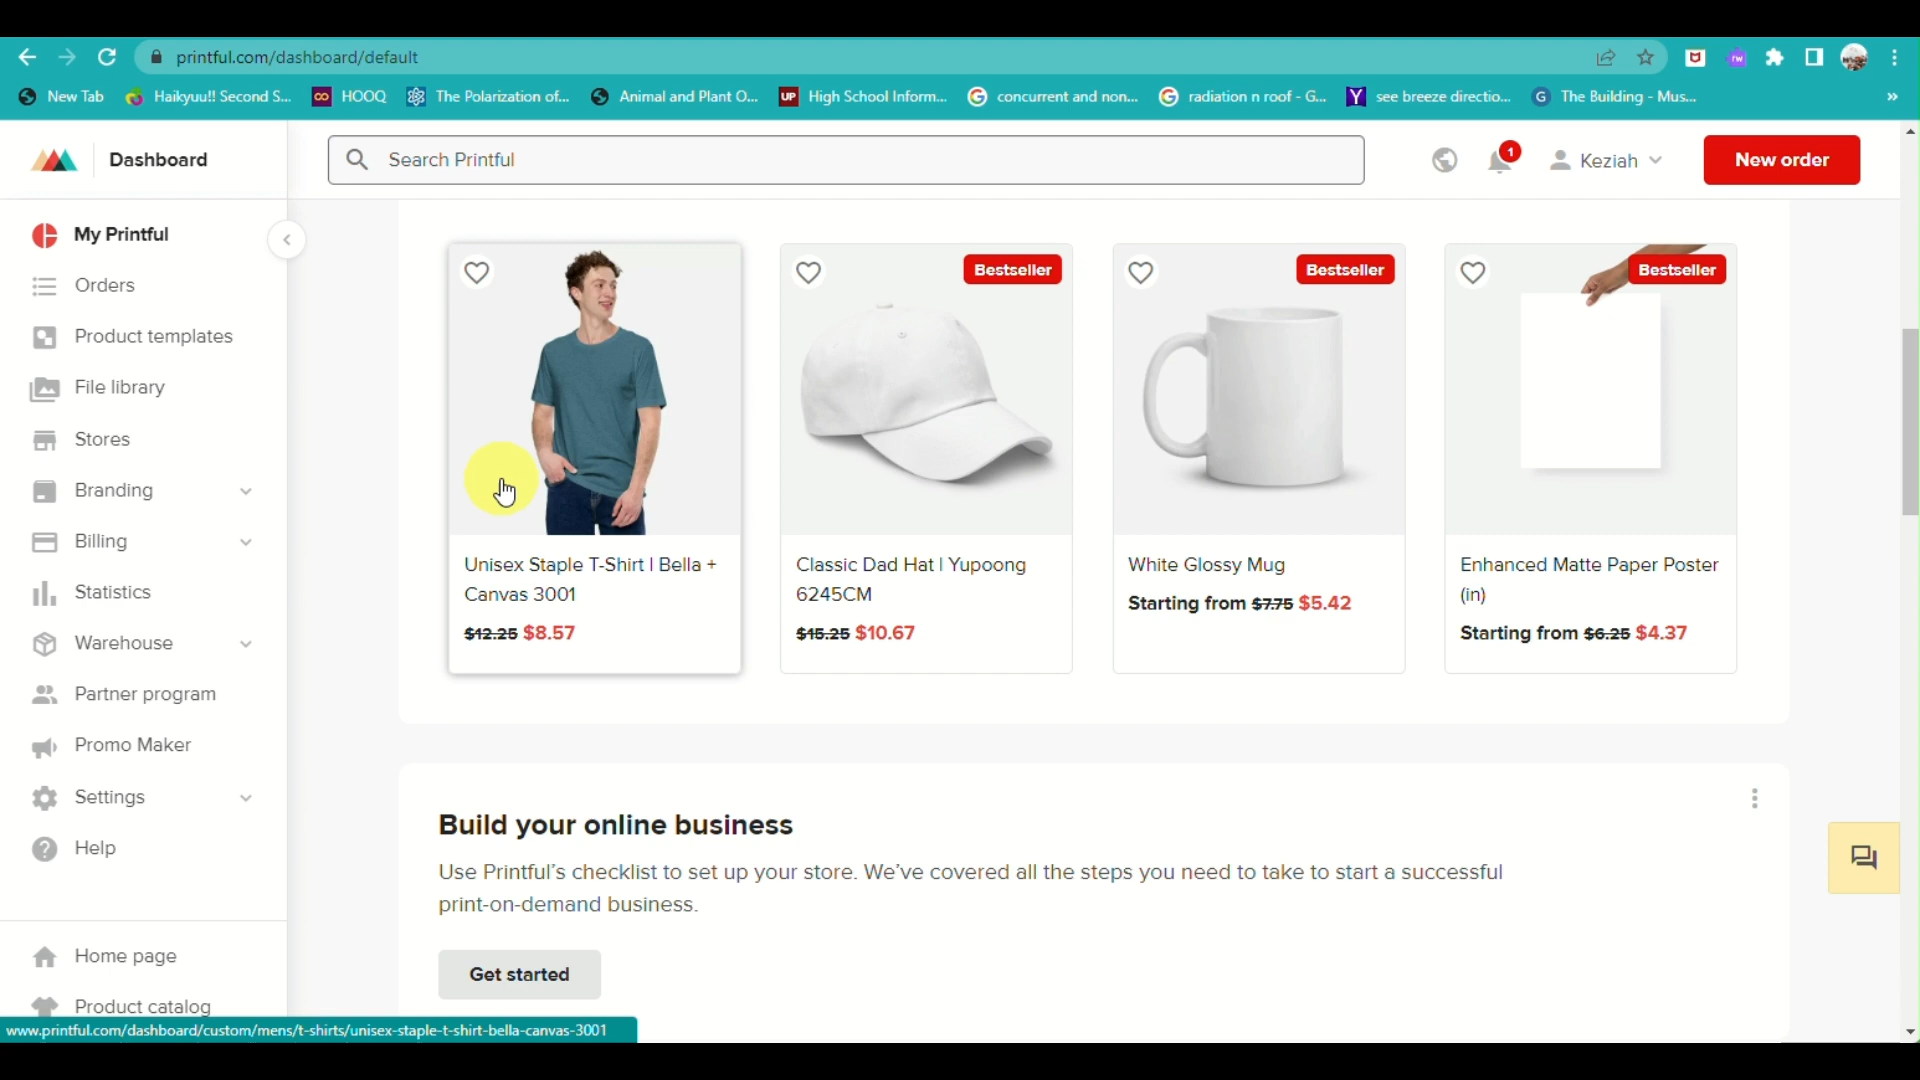 printful.com/dashboard/default
New Tab
Haikyuu!! Second S...
HOOQ
The Polarization of...
Animal and Plant O...
UP
High School Inform...
concurrent and non...
radiation n roof - G...
see breeze directio...
The Building - Mus...
»
Dashboard
Search Printful
1
Keziah
New order
My Printful
Orders
Product templates
File library
Stores
Branding
Billing
Statistics
Warehouse
Partner program
Promo Maker
Settings
Help
Home page
Product catalog
Unisex Staple T-Shirt | Bella +
Canvas 3001
$12.25 $8.57
Bestseller
Classic Dad Hat | Yupoong
6245CM
$15.25 $10.67
Bestseller
White Glossy Mug
Starting from $7.75 $5.42
Bestseller
Enhanced Matte Paper Poster
(in)
Starting from $6.25 $4.37
Build your online business
Use Printful's checklist to set up your store. We've covered all the steps you need to take to start a successful
print-on-demand business.
Get started
www.printful.com/dashboard/custom/mens/t-shirts/unisex-staple-t-shirt-bella-canvas-3001